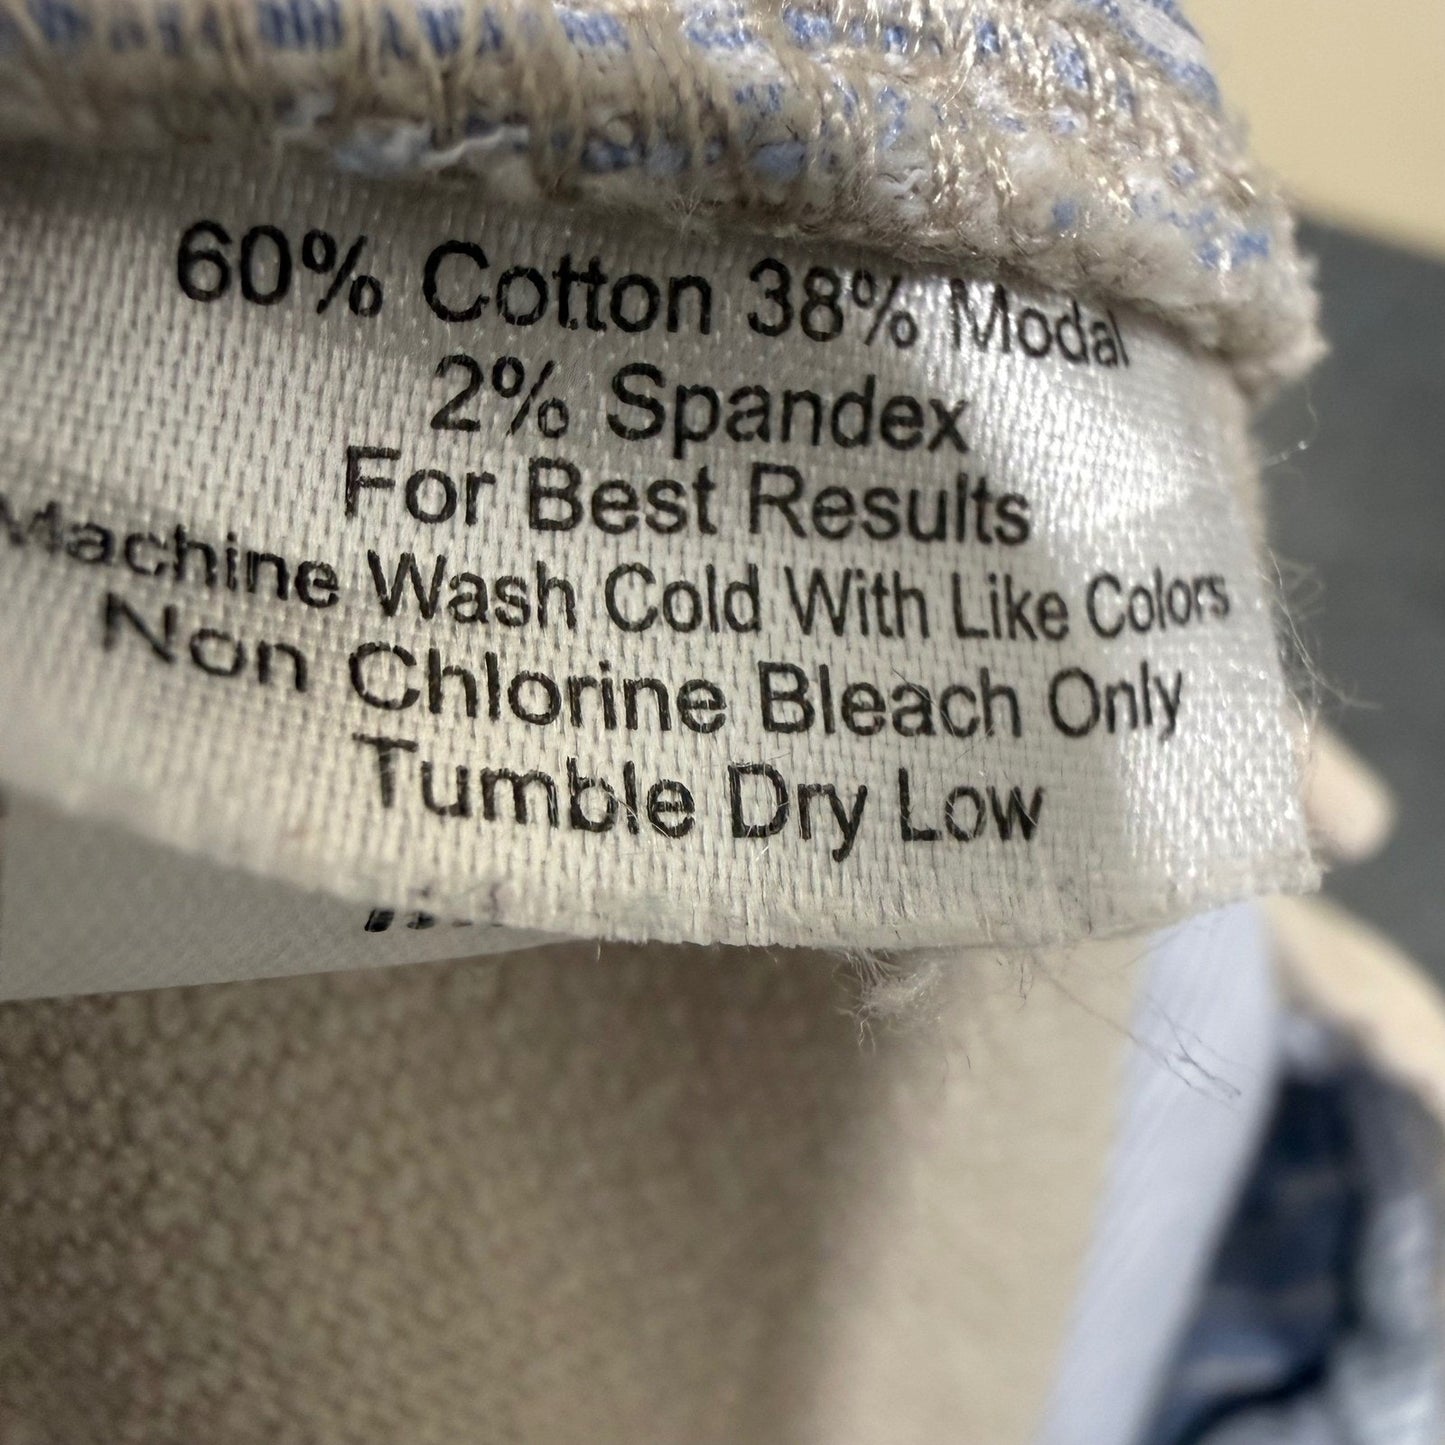 60% Cotton 38% Modal
2% Spandex
For Best Results
Machine Wash Cold With Like Colors
Non Chlorine Bleach Only
Tumble Dry Low